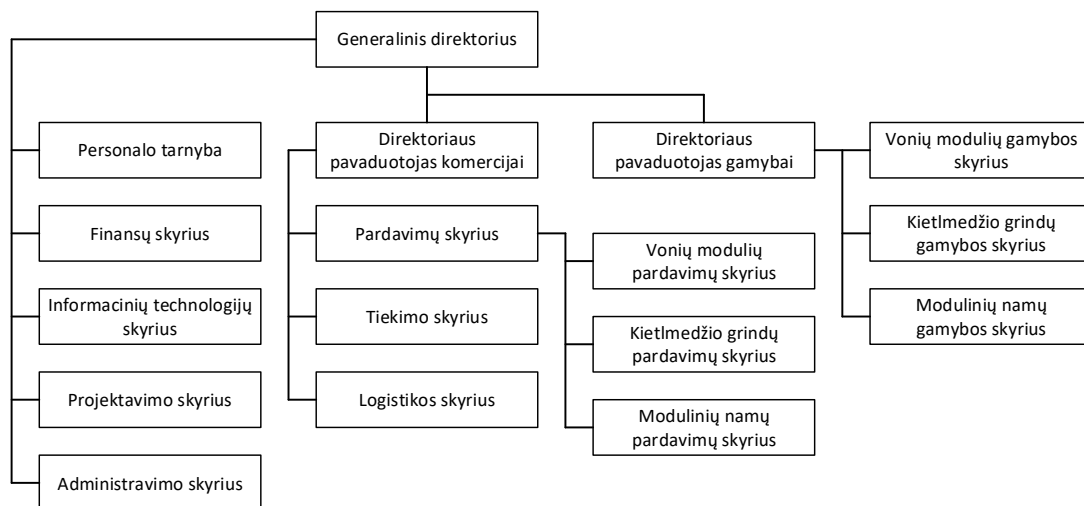 Generalinis direktorius
Personalo tarnyba
Finansų skyrius
Informacinių technologijų
skyrius
Projektavimo skyrius
Administravimo skyrius
Direktoriaus
pavaduotojas komercijai
Pardavimų skyrius
Tiekimo skyrius
Logistikos skyrius
Vonių modulių
pardavimų skyrius
Kietlmedžio grindų
pardavimų skyrius
Modulinių namų
pardavimų skyrius
Direktoriaus
pavaduotojas gamybai
Vonių modulių gamybos
skyrius
Kietlmedžio grindų
gamybos skyrius
Modulinių namų
gamybos skyrius